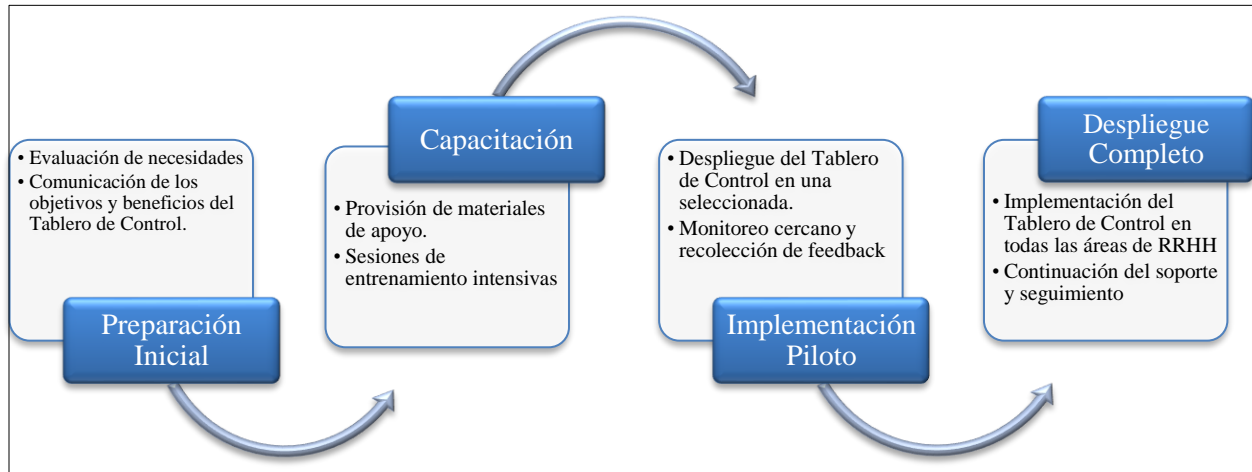 • Evaluación de necesidades
• Comunicación de los
objetivos y beneficios del
Tablero de Control.
Preparación
Inicial
Capacitación
• Provisión de materiales
de apoyo.
• Sesiones de
entrenamiento intensivas
• Despliegue del Tablero
de Control en una
seleccionada.
• Monitoreo cercano y
recolección de feedback
Implementación
Piloto
Despliegue
Completo
• Implementación del
Tablero de Control en
todas las áreas de RRHH
• Continuación del soporte
y seguimiento